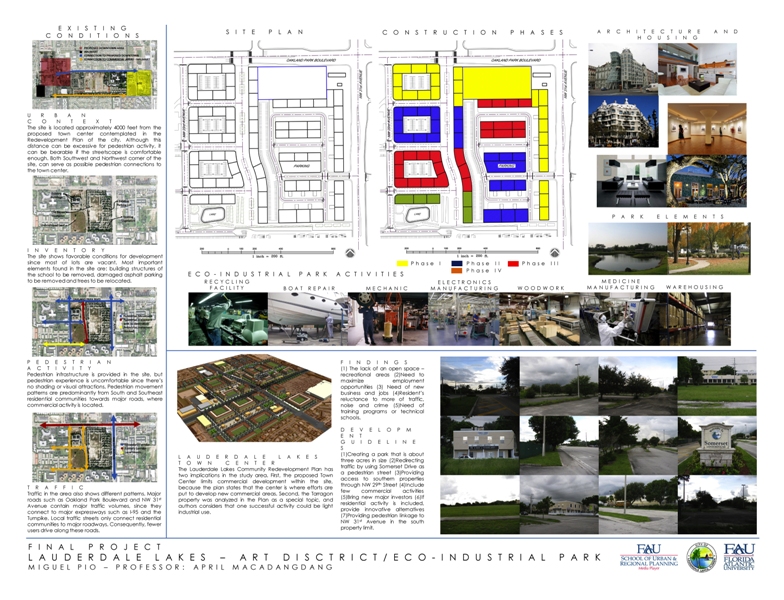 EXISTING
CONDITIONS
URBAN
CONTEXT
The site is located approximately 4000 feet from the
proposed town center contemplated in the
Redevelopment Plan of the city. Although this
distance can be excessive for pedestrian activity, it
can be bearable if the streetscape is comfortable
enough. Both Southwest and Northwest corner of the
site, can serve as possible pedestrian connections to
the town center.
INVENTORY
The site shows favorable conditions for development
since most of lots are vacant. Most important
elements found in the site are: building structures of
the school to be removed, damaged asphalt parking
to be removed and trees to be relocated.
PEDESTRIAN
ACTIVITY
Pedestrian infrastructure is provided in the site, but
pedestrian experience is uncomfortable since there's
no shading or visual attractions. Pedestrian movement
patterns are predominantly from South and Southeast
residential communities towards major roads, where
commercial activity is located.
TRAFFIC
Traffic in the area also shows different patterns. Major
roads such as Oakland Park Boulevard and NW 31st
Avenue contain major traffic volumes, since they
connect to major expressways such as I-95 and the
Turnpike. Local traffic streets only connect residential
communities to major roadways. Consequently, fewer
users drive along these roads.
SITE PLAN
OAKLAND PARK BOULEVARD
PARKING
LAKE
1 inch = 200 ft.
CONSTRUCTION PHASES
OAKLAND PARK BOULEVARD
PARKING
LAKE
1 inch = 200 ft.
Phase I
Phase II
Phase III
Phase IV
ARCHITECTURE AND
HOUSING
PARK ELEMENTS
ECO-INDUSTRIAL PARK ACTIVITIES
RECYCLING
FACILITY
BOAT REPAIR
MECHANIC
ELECTRONICS
MANUFACTURING
WOODWORK
MEDICINE
MANUFACTURING
WAREHOUSING
LAUDERDALE LAKES
TOWN CENTER
The Lauderdale Lakes Community Redevelopment Plan has
two implications in the study area. First, the proposed Town
Center limits commercial development within the site,
because the plan states that the center is where efforts are
put to develop new commercial areas. Second, the Tarragon
property was analyzed in the Plan as a special topic, and
authors considers that one successful activity could be light
industrial use.
FINDINGS
(1) The lack of an open space –
recreational areas (2)Need to
maximize employment
opportunities (3) Need of new
business and jobs (4)Resident's
reluctance to more of traffic,
noise and crime (5)Need of
training programs or technical
schools.
DEVELOPM
ENT
GUIDELINE
S
(1)Creating a park that is about
three acres in size (2)Redirecting
traffic by using Somerset Drive as
a pedestrian street (3)Providing
access to southern properties
through NW 29th Street (4)Include
few commercial activities
(5)Bring new major investors (6)If
residential activity is included,
provide innovative alternatives
(7)Providing pedestrian linkage to
NW 31st Avenue in the south
property limit.
Somerset
FINAL PROJECT
LAUDERDALE LAKES – ART DISCTRICT/ECO-INDUSTRIAL PARK
MIGUEL PIO – PROFESSOR: APRIL MACADANGDANG
FAU
SCHOOL OF URBAN &
REGIONAL PLANNING
FAU
FLORIDA
ATLANTIC
UNIVERSITY